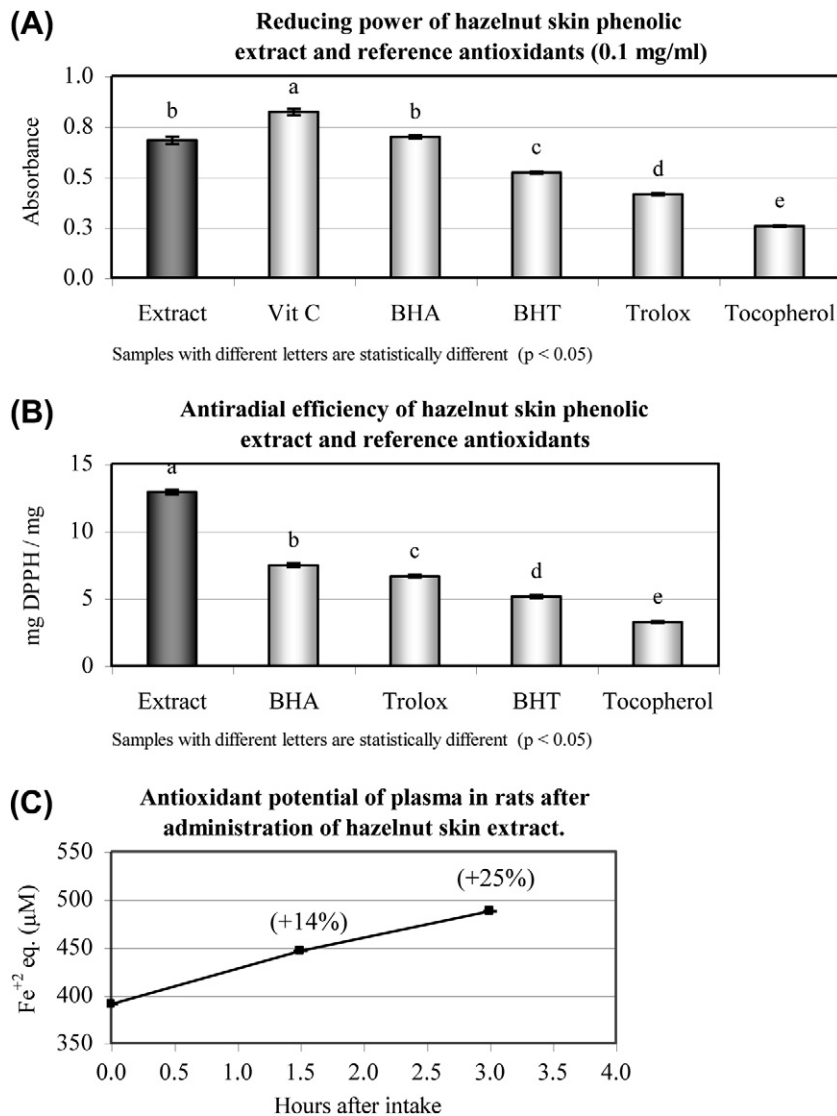 (A)
Reducing power of hazelnut skin phenolic
extract and reference antioxidants (0.1 mg/ml)
Absorbance
1.0
0.8
0.5
0.3
0.0
b
a
b
c
d
e
Extract Vit C BHA BHT Trolox Tocopherol
Samples with different letters are statistically different (p < 0.05)
(B)
Antiradial efficiency of hazelnut skin phenolic
extract and reference antioxidants
mg DPPH / mg
15
10
5
0
a
b
c
d
e
Extract BHA Trolox BHT Tocopherol
Samples with different letters are statistically different (p < 0.05)
(C)
Antioxidant potential of plasma in rats after
administration of hazelnut skin extract.
Fe+2 eq. (µM)
550
500
450
400
350
(+14%)
(+25%)
0.0 0.5 1.0 1.5 2.0 2.5 3.0 3.5 4.0
Hours after intake